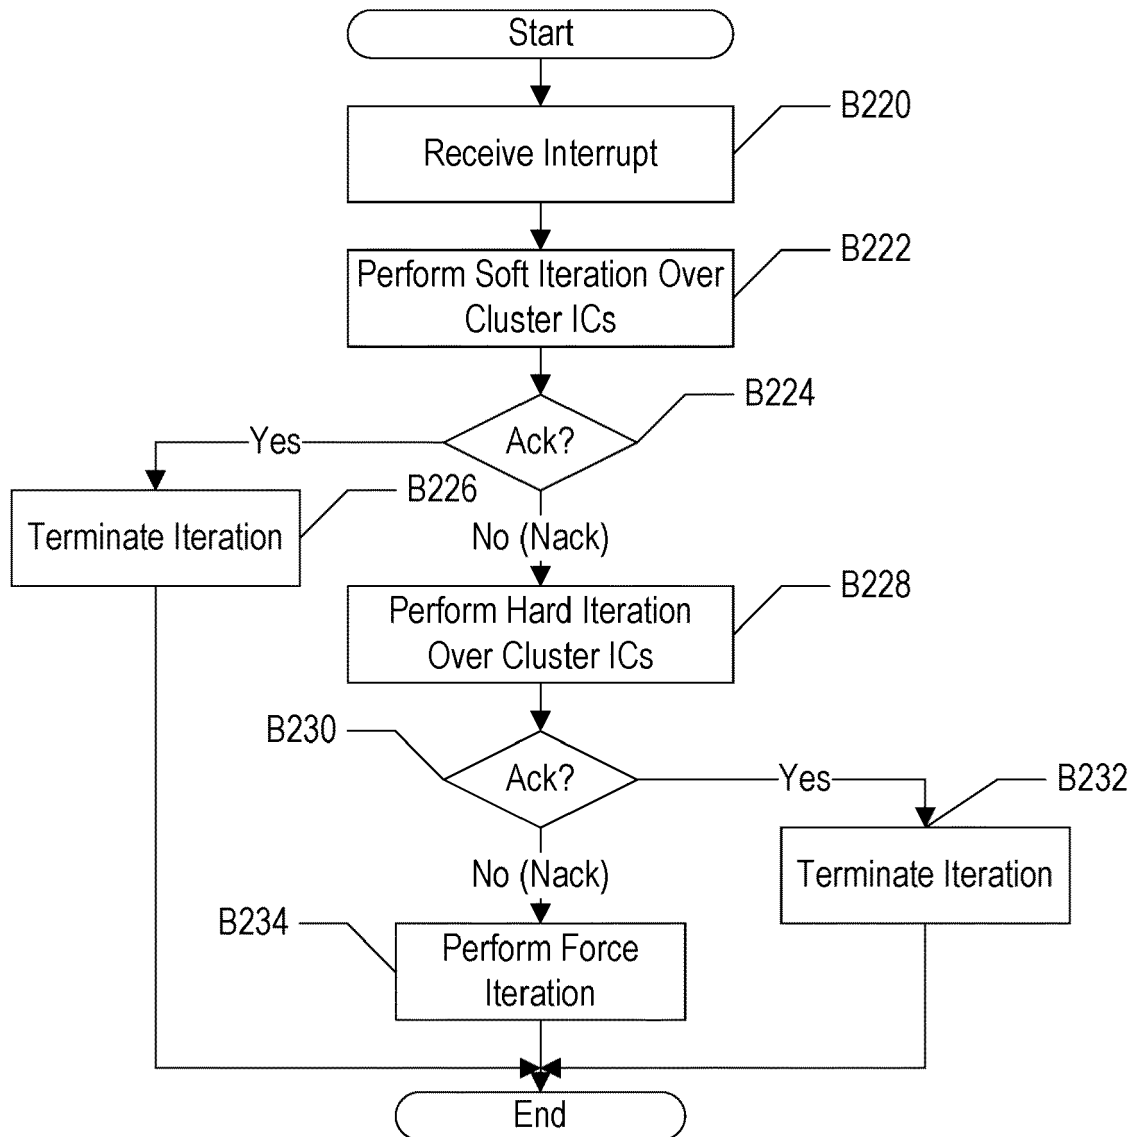 Start
B220
Receive Interrupt
B222
Perform Soft Iteration Over
Cluster ICs
B224
Ack?
Yes
B226
Terminate Iteration
No (Nack)
B228
Perform Hard Iteration
Over Cluster ICs
B230
Ack?
Yes
B232
No (Nack)
Terminate Iteration
B234
Perform Force
Iteration
End